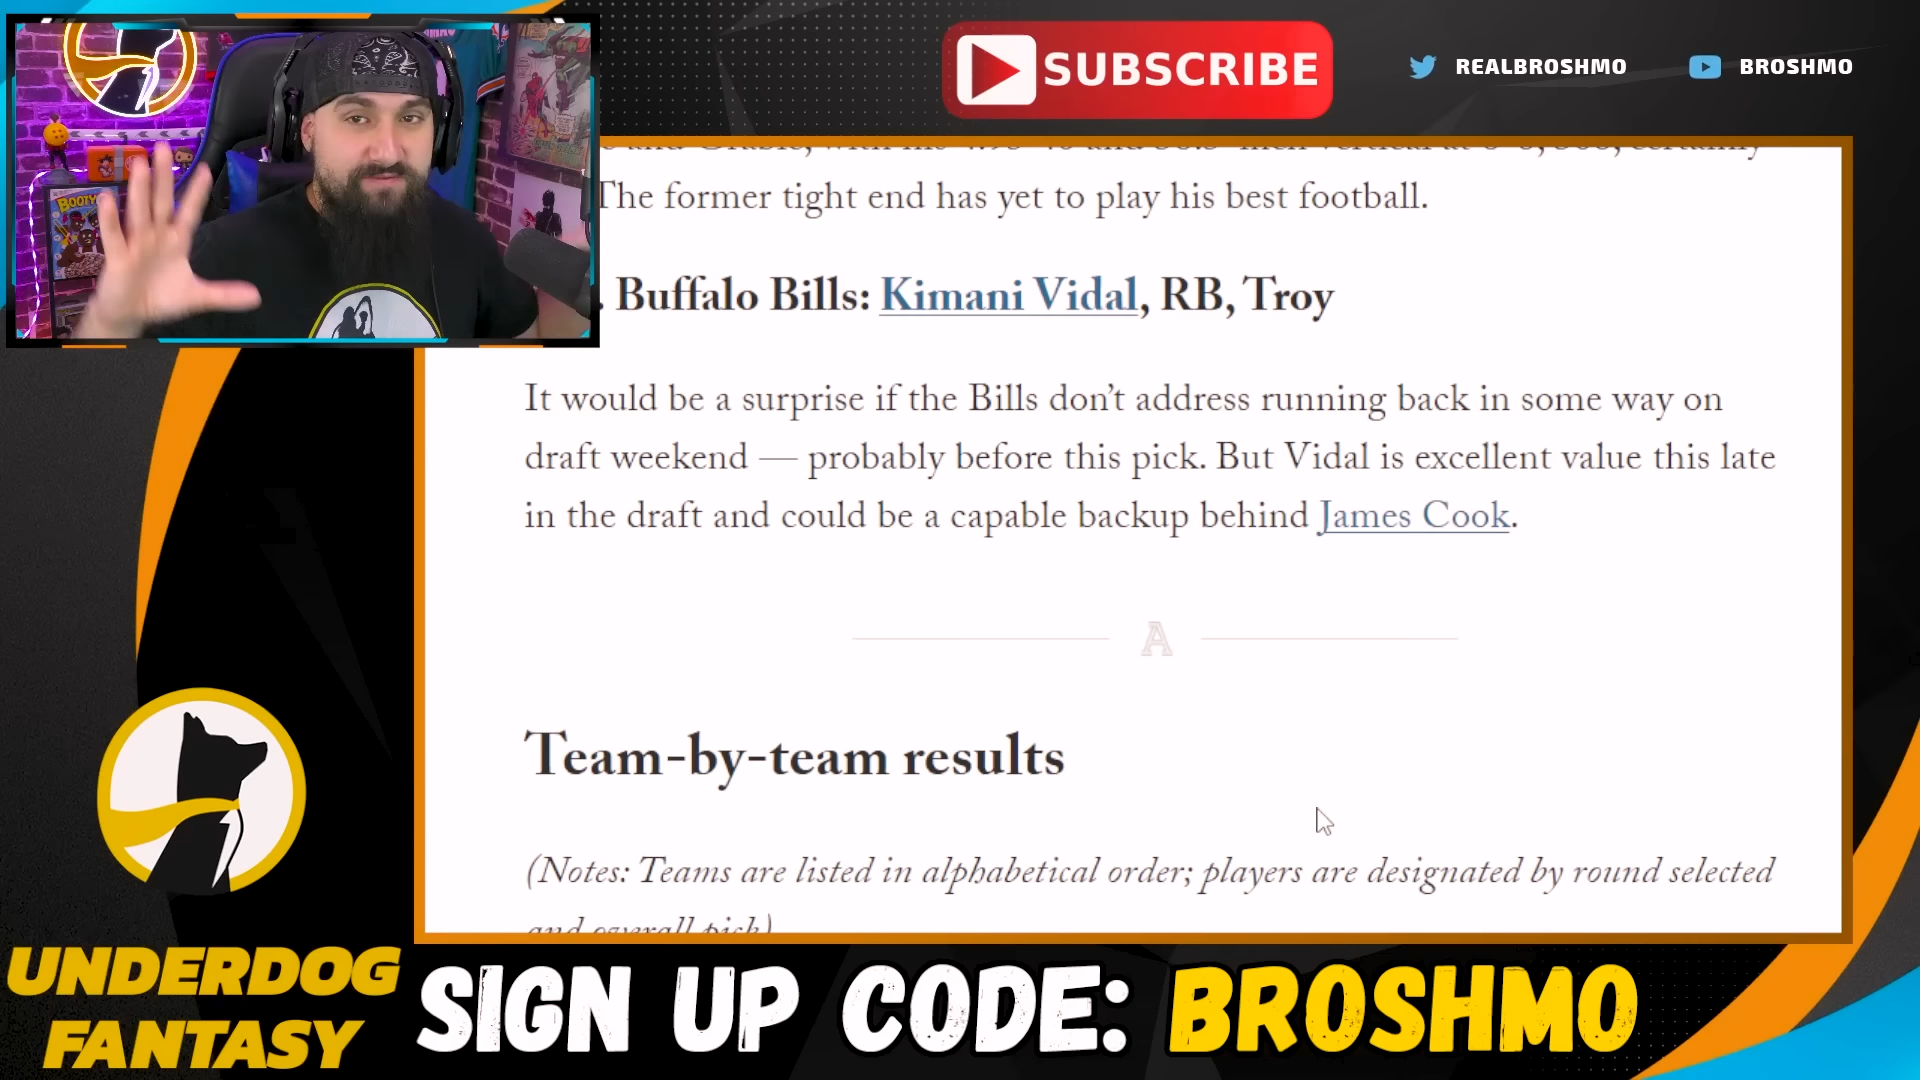 SUBSCRIBE
REALBROSHMO
BROSHMO
BOOTY
The former tight end has yet to play his best football.
. Buffalo Bills: Kimani Vidal, RB, Troy
It would be a surprise if the Bills don’t address running back in some way on
draft weekend — probably before this pick. But Vidal is excellent value this late
in the draft and could be a capable backup behind James Cook.
A
Team-by-team results
(Notes: Teams are listed in alphabetical order; players are designated by round selected
and overall pick)
UNDERDOG
FANTASY
SIGN UP CODE: BROSHMO